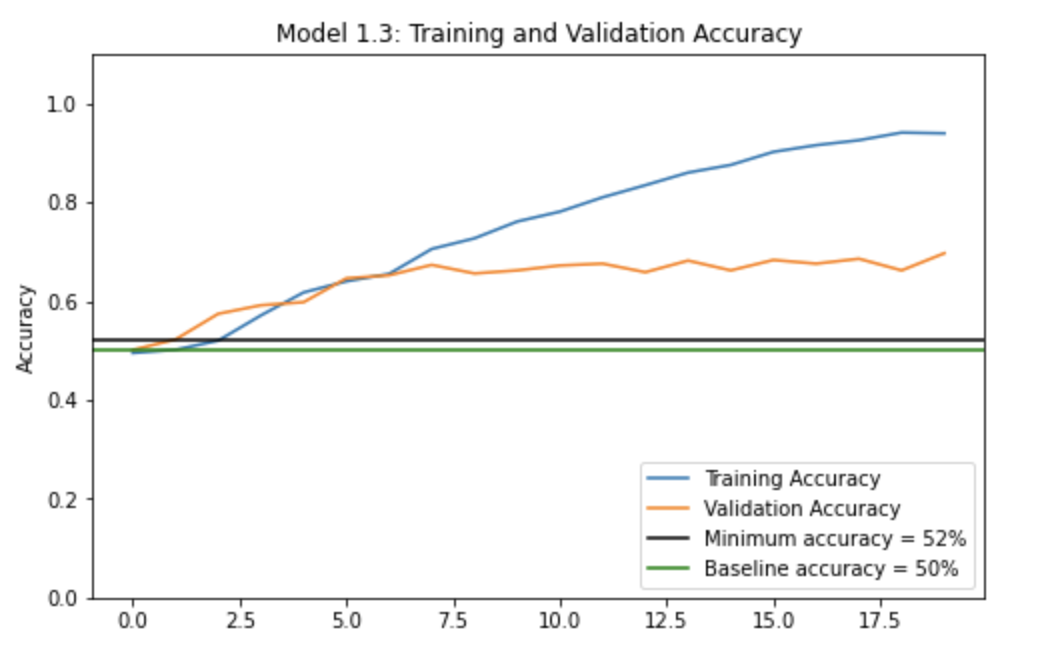 Model 1.3: Training and Validation Accuracy
1.0
0.8
0.6
0.4
0.2
0.0
Accuracy
Training Accuracy
Validation Accuracy
Minimum accuracy = 52%
Baseline accuracy = 50%
0.0 2.5 5.0 7.5 10.0 12.5 15.0 17.5